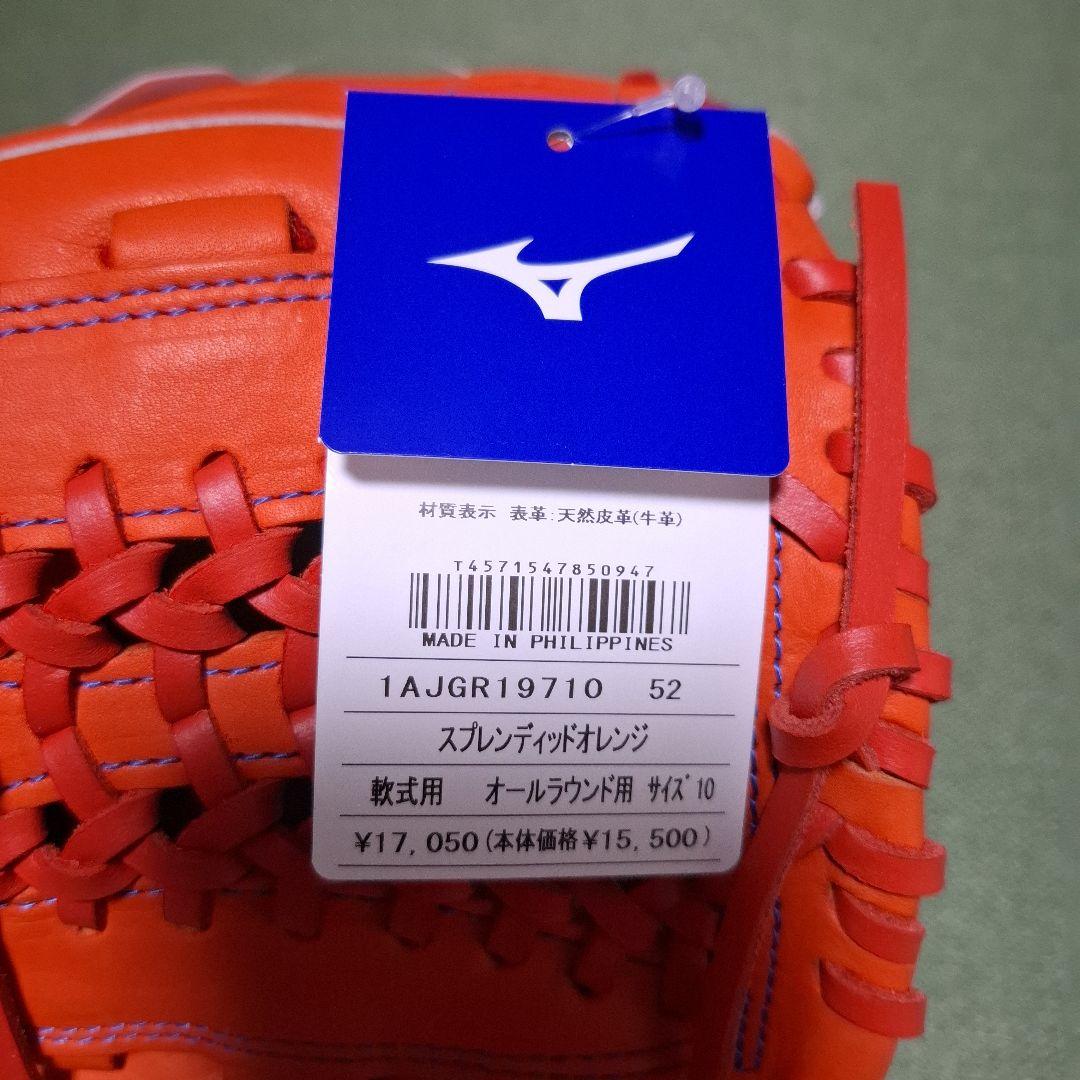 材質表示 表革:天然皮革(牛革)
T4571547850947
MADE IN PHILIPPINES
1AJGR19710 52
スプレンディッドオレンジ
軟式用 オールラウンド用 サイズ10
¥17,050(本体価格¥15,500)